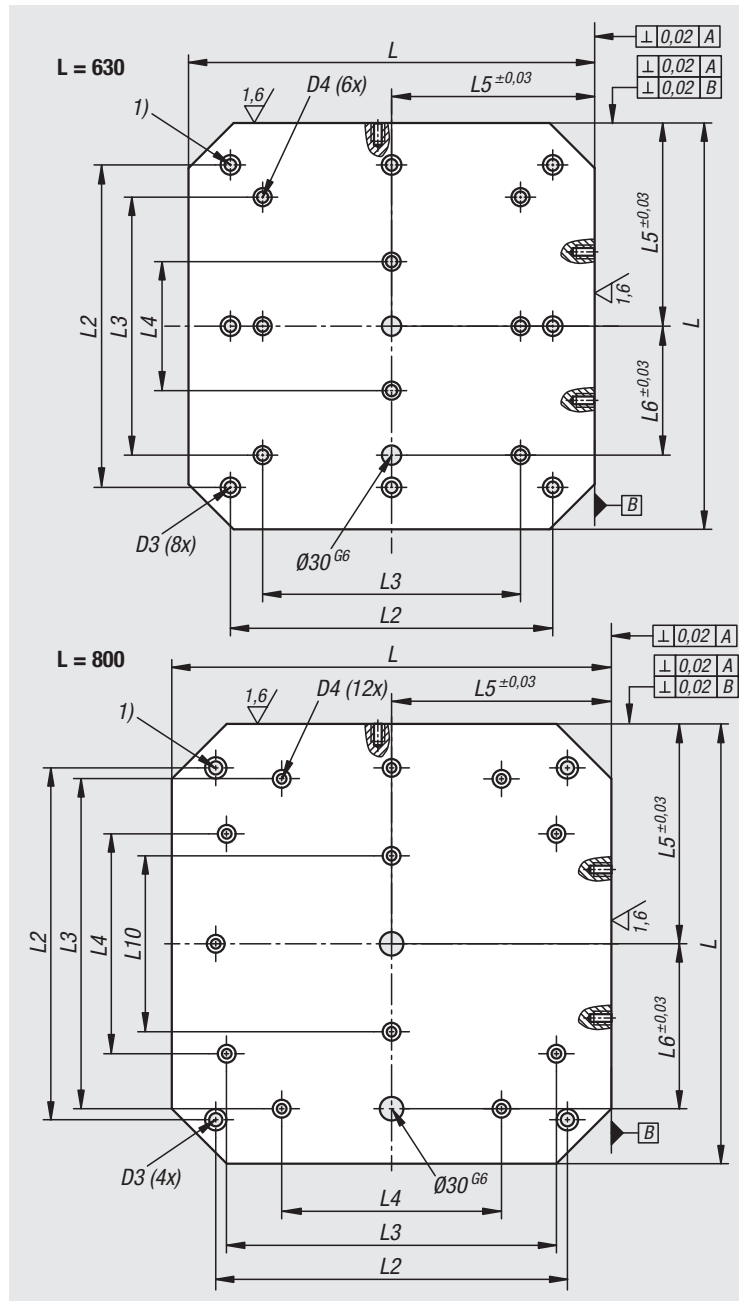 L = 630
L
⊥ 0,02 A
L5 ±0,03
⊥ 0,02 A
⊥ 0,02 B
1,6
D4 (6x)
1)
L2
L3
L4
L5 ±0,03
1,6
L
L6 ±0,03
B
D3 (8x)
Ø30 G6
L3
L2
L = 800
L
⊥ 0,02 A
L5 ±0,03
⊥ 0,02 A
⊥ 0,02 B
1,6
D4 (12x)
1)
L2
L3
L4
L10
L5 ±0,03
1,6
L
L6 ±0,03
B
D3 (4x)
Ø30 G6
L4
L3
L2